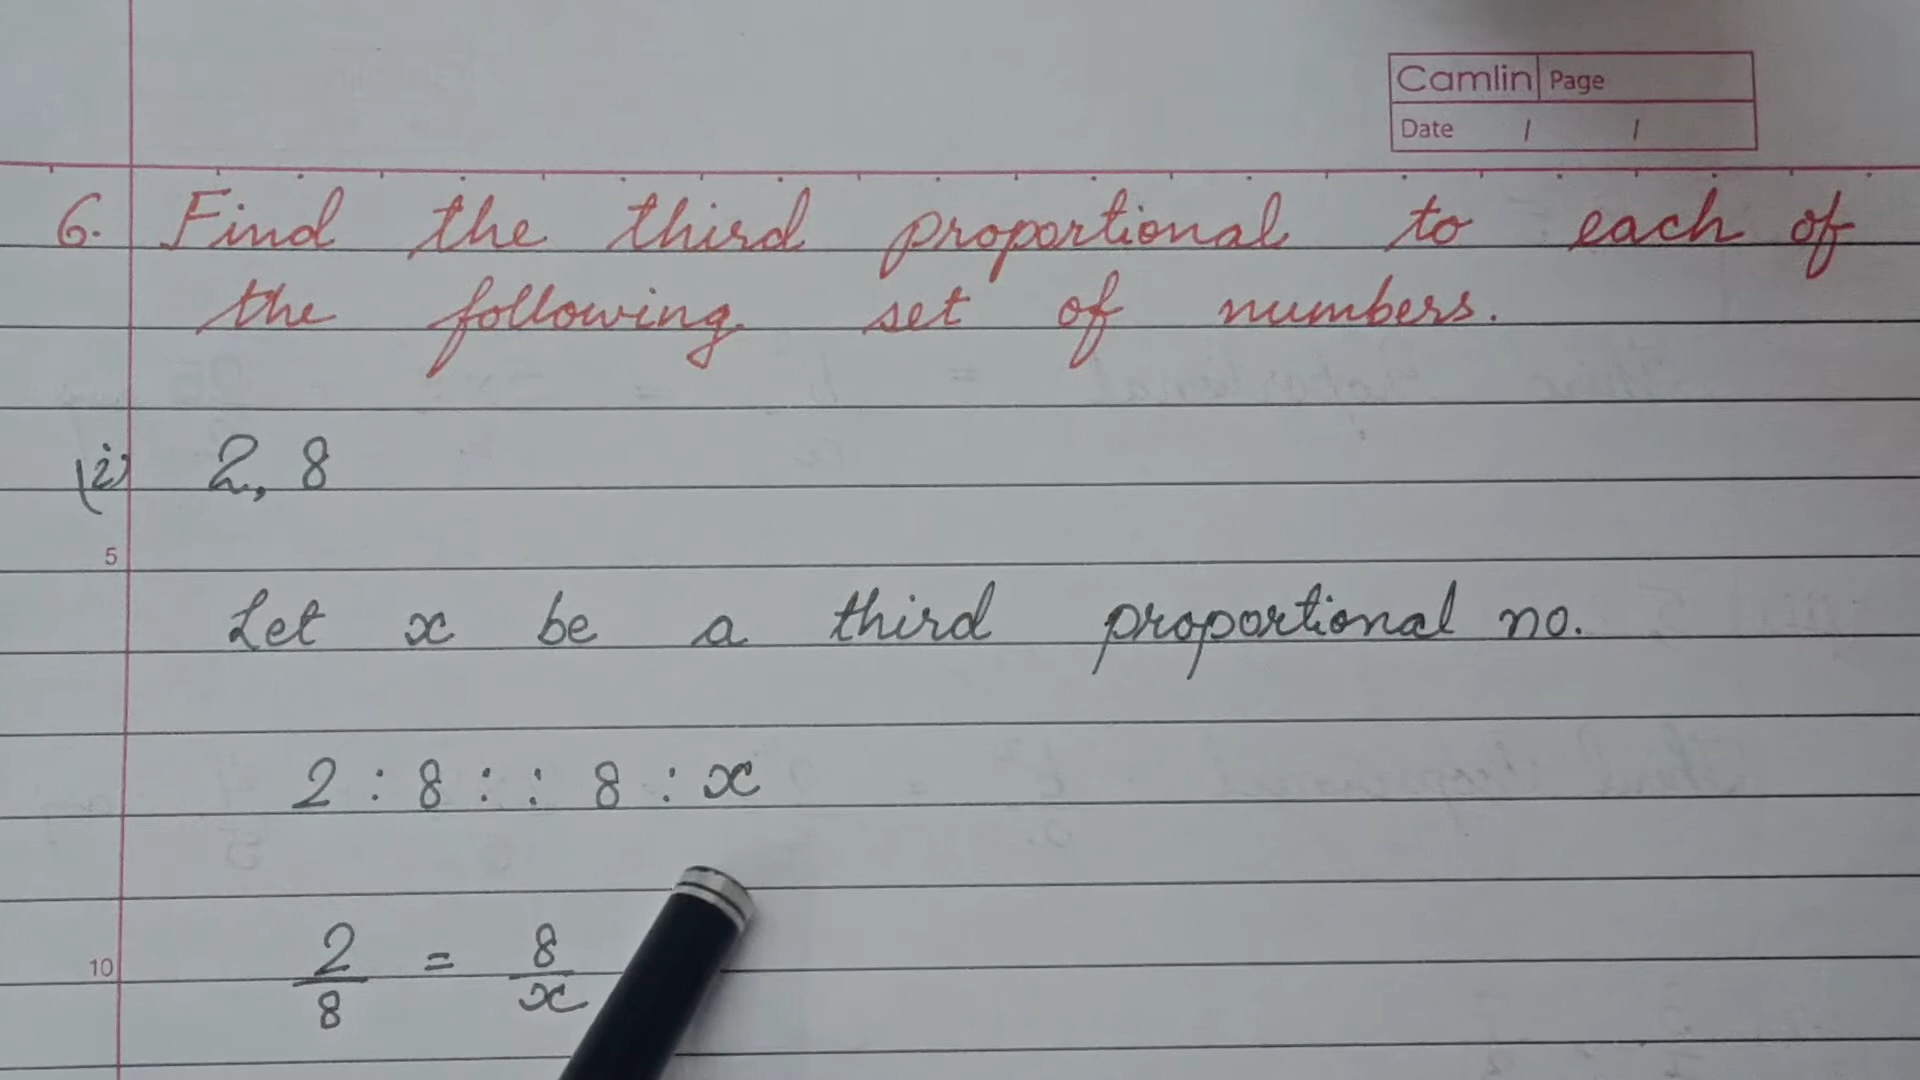 Camlin Page
Date / /
6. Find the third proportional to each of
the following set of numbers.
(i) 2, 8
5
Let x be a third proportional no.
2 : 8 : : 8 : x
10
2/8 = 8/x